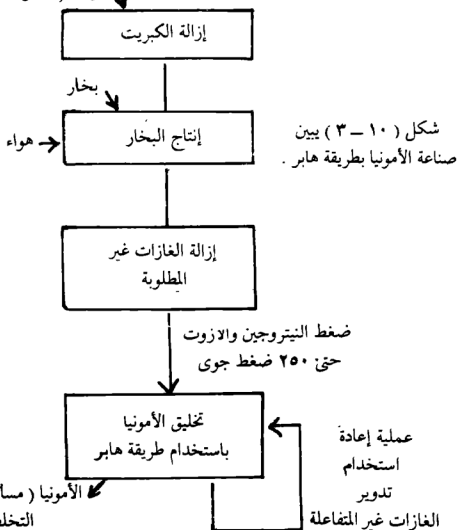 إزالة الكبريت
بخار
إنتاج البخار
هواء
شكل ( ١٠ – ٣ ) يبين
صناعة الأمونيا بطريقة هابر .
إزالة الغازات غير
المطلوبة
ضغط النيتروجين والازوت
حتى ٢٥٠ ضغط جوى
تخليق الأمونيا
باستخدام طريقة هابر
عملية إعادة
استخدام
تدوير
الغازات غير المتفاعلة
الأمونيا (